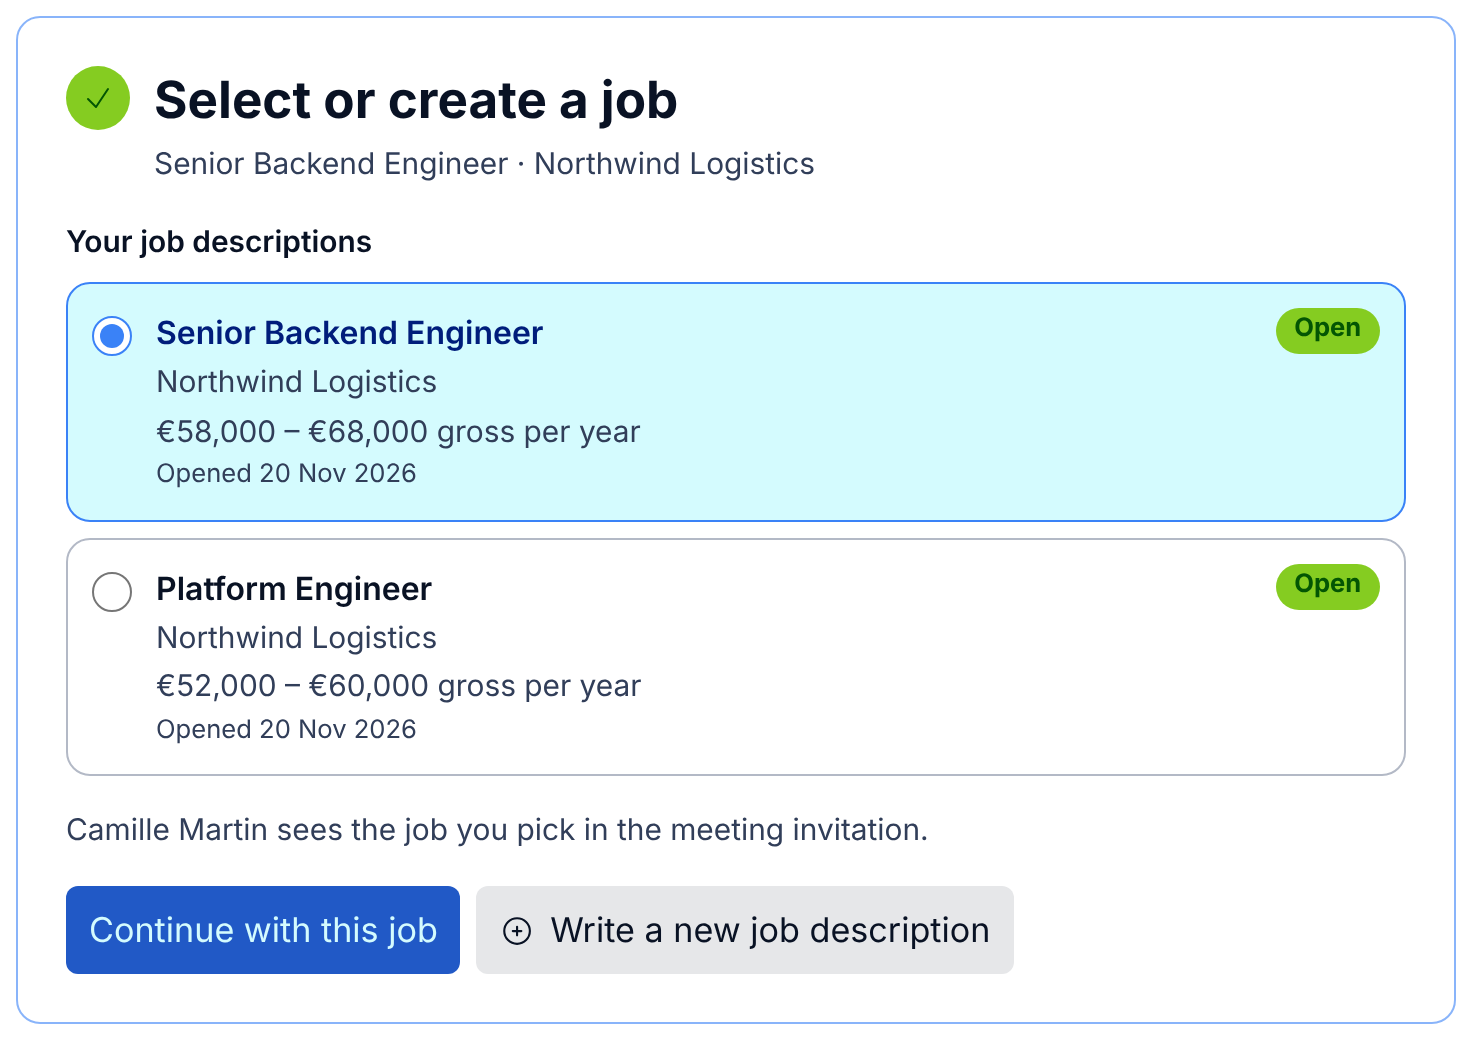 Select or create a job
Senior Backend Engineer · Northwind Logistics
Your job descriptions
Senior Backend Engineer
Open
Northwind Logistics
€58,000 – €68,000 gross per year
Opened 20 Nov 2026
Platform Engineer
Open
Northwind Logistics
€52,000 – €60,000 gross per year
Opened 20 Nov 2026
Camille Martin sees the job you pick in the meeting invitation.
Continue with this job
Write a new job description